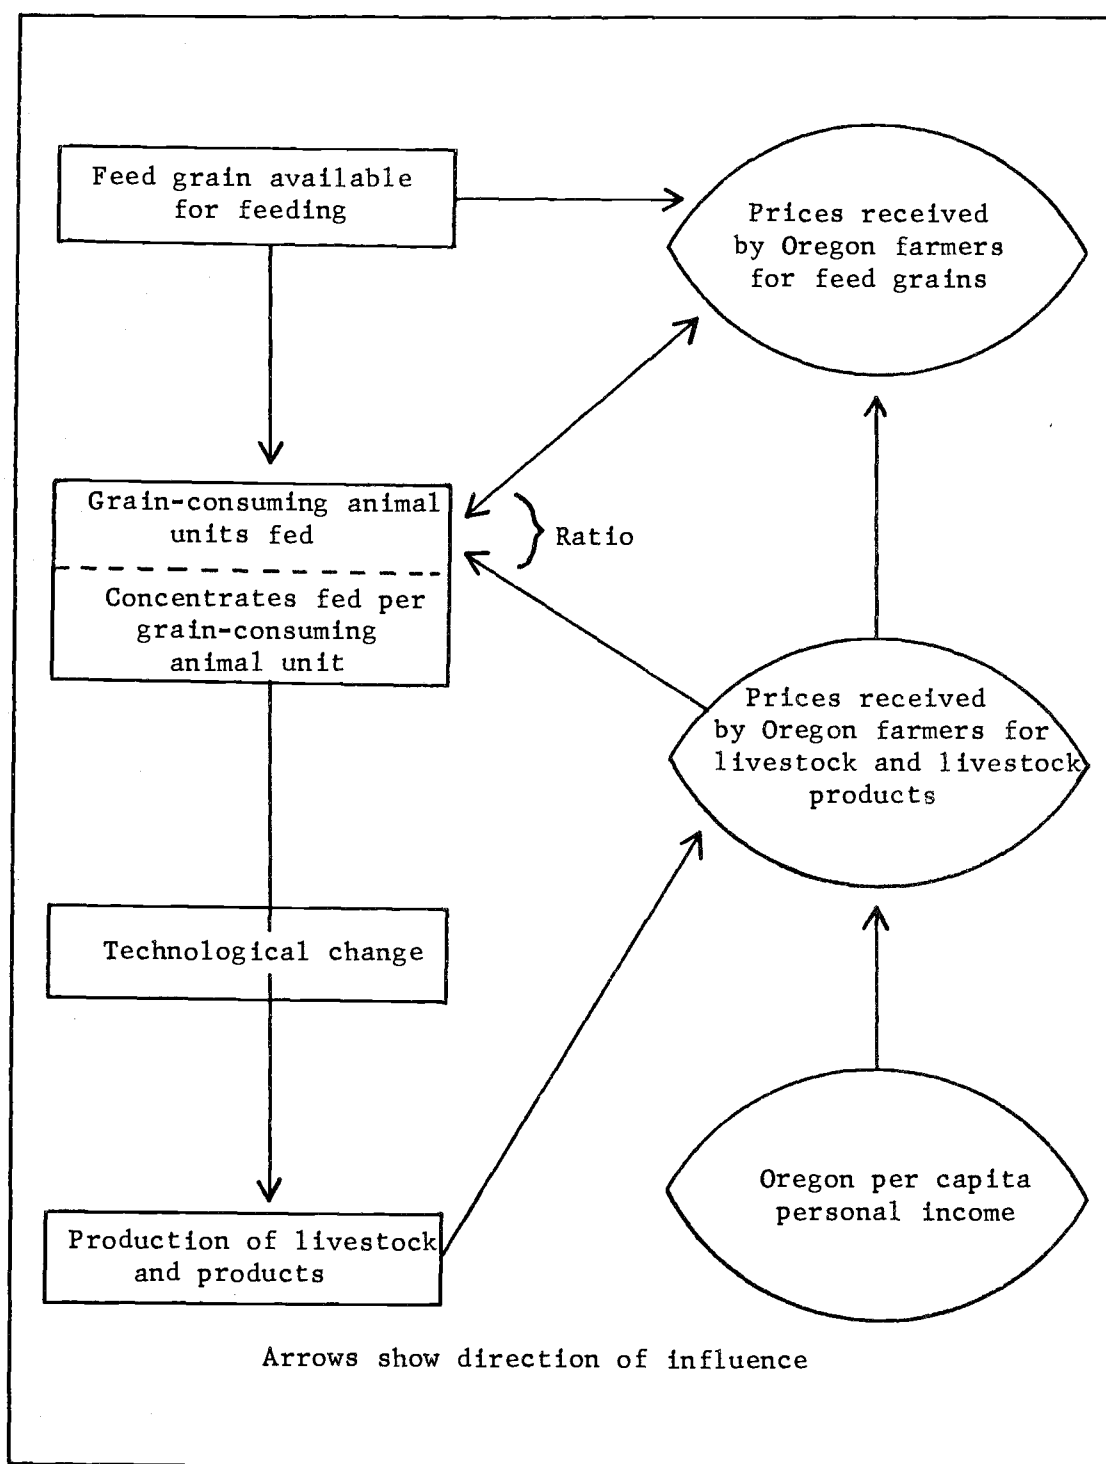 Feed grain available
for feeding
Prices received
by Oregon farmers
for feed grains
Grain-consuming animal
units fed
Ratio
Concentrates fed per
grain-consuming
animal unit
Prices received
by Oregon farmers for
livestock and livestock
products
Technological change
Oregon per capita
personal income
Production of livestock
and products
Arrows show direction of influence